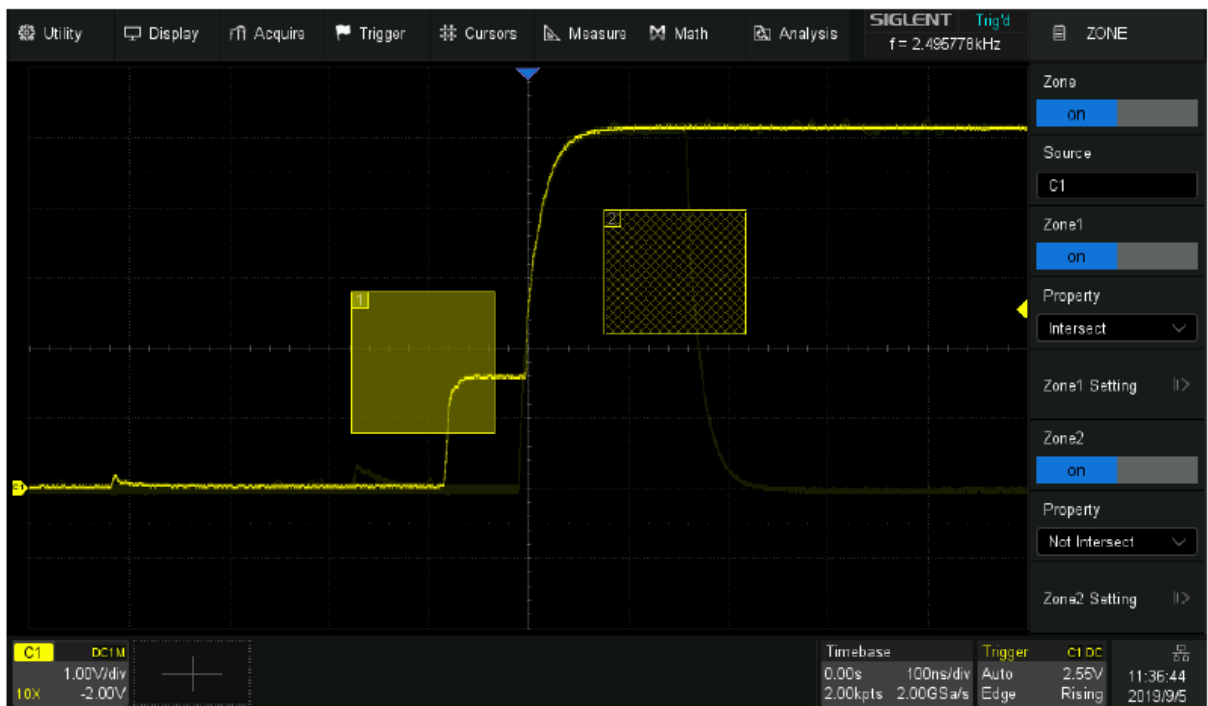 Utility Display Acquire Trigger Cursors Measure Math Analysis SIGLENT Trig'd ZONE
f = 2.495778kHz
Zone
on
Source
C1
Zone1
on
Property
Intersect
Zone1 Setting
Zone2
on
Property
Not Intersect
Zone2 Setting
1
2
C1
C1 DC1M
1.00V/div
10X -2.00V
Timebase
0.00s 100ns/div
2.00kpts 2.00GSa/s
Trigger C1 DC
Auto 2.55V
Edge Rising
11:36:44
2019/9/5